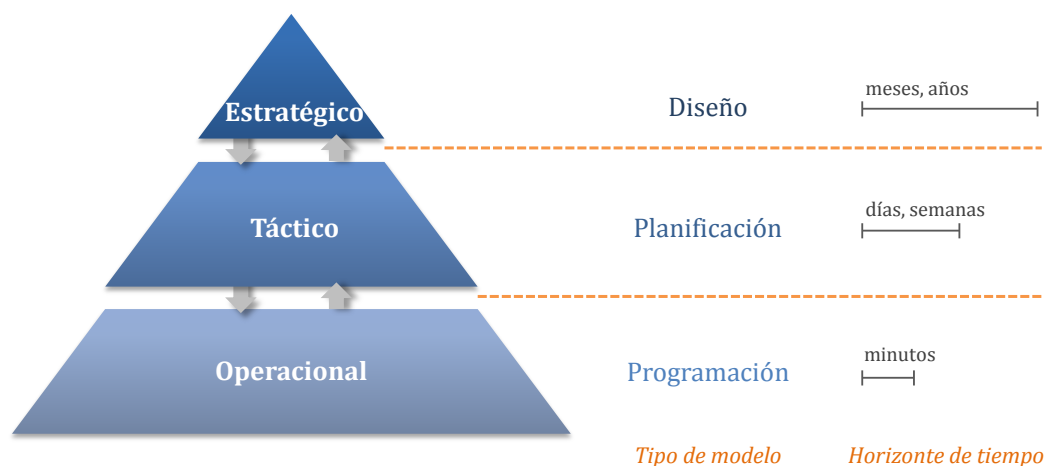 Estratégico
Diseño
meses, años
Táctico
Planificación
días, semanas
Operacional
Programación
minutos
Tipo de modelo
Horizonte de tiempo